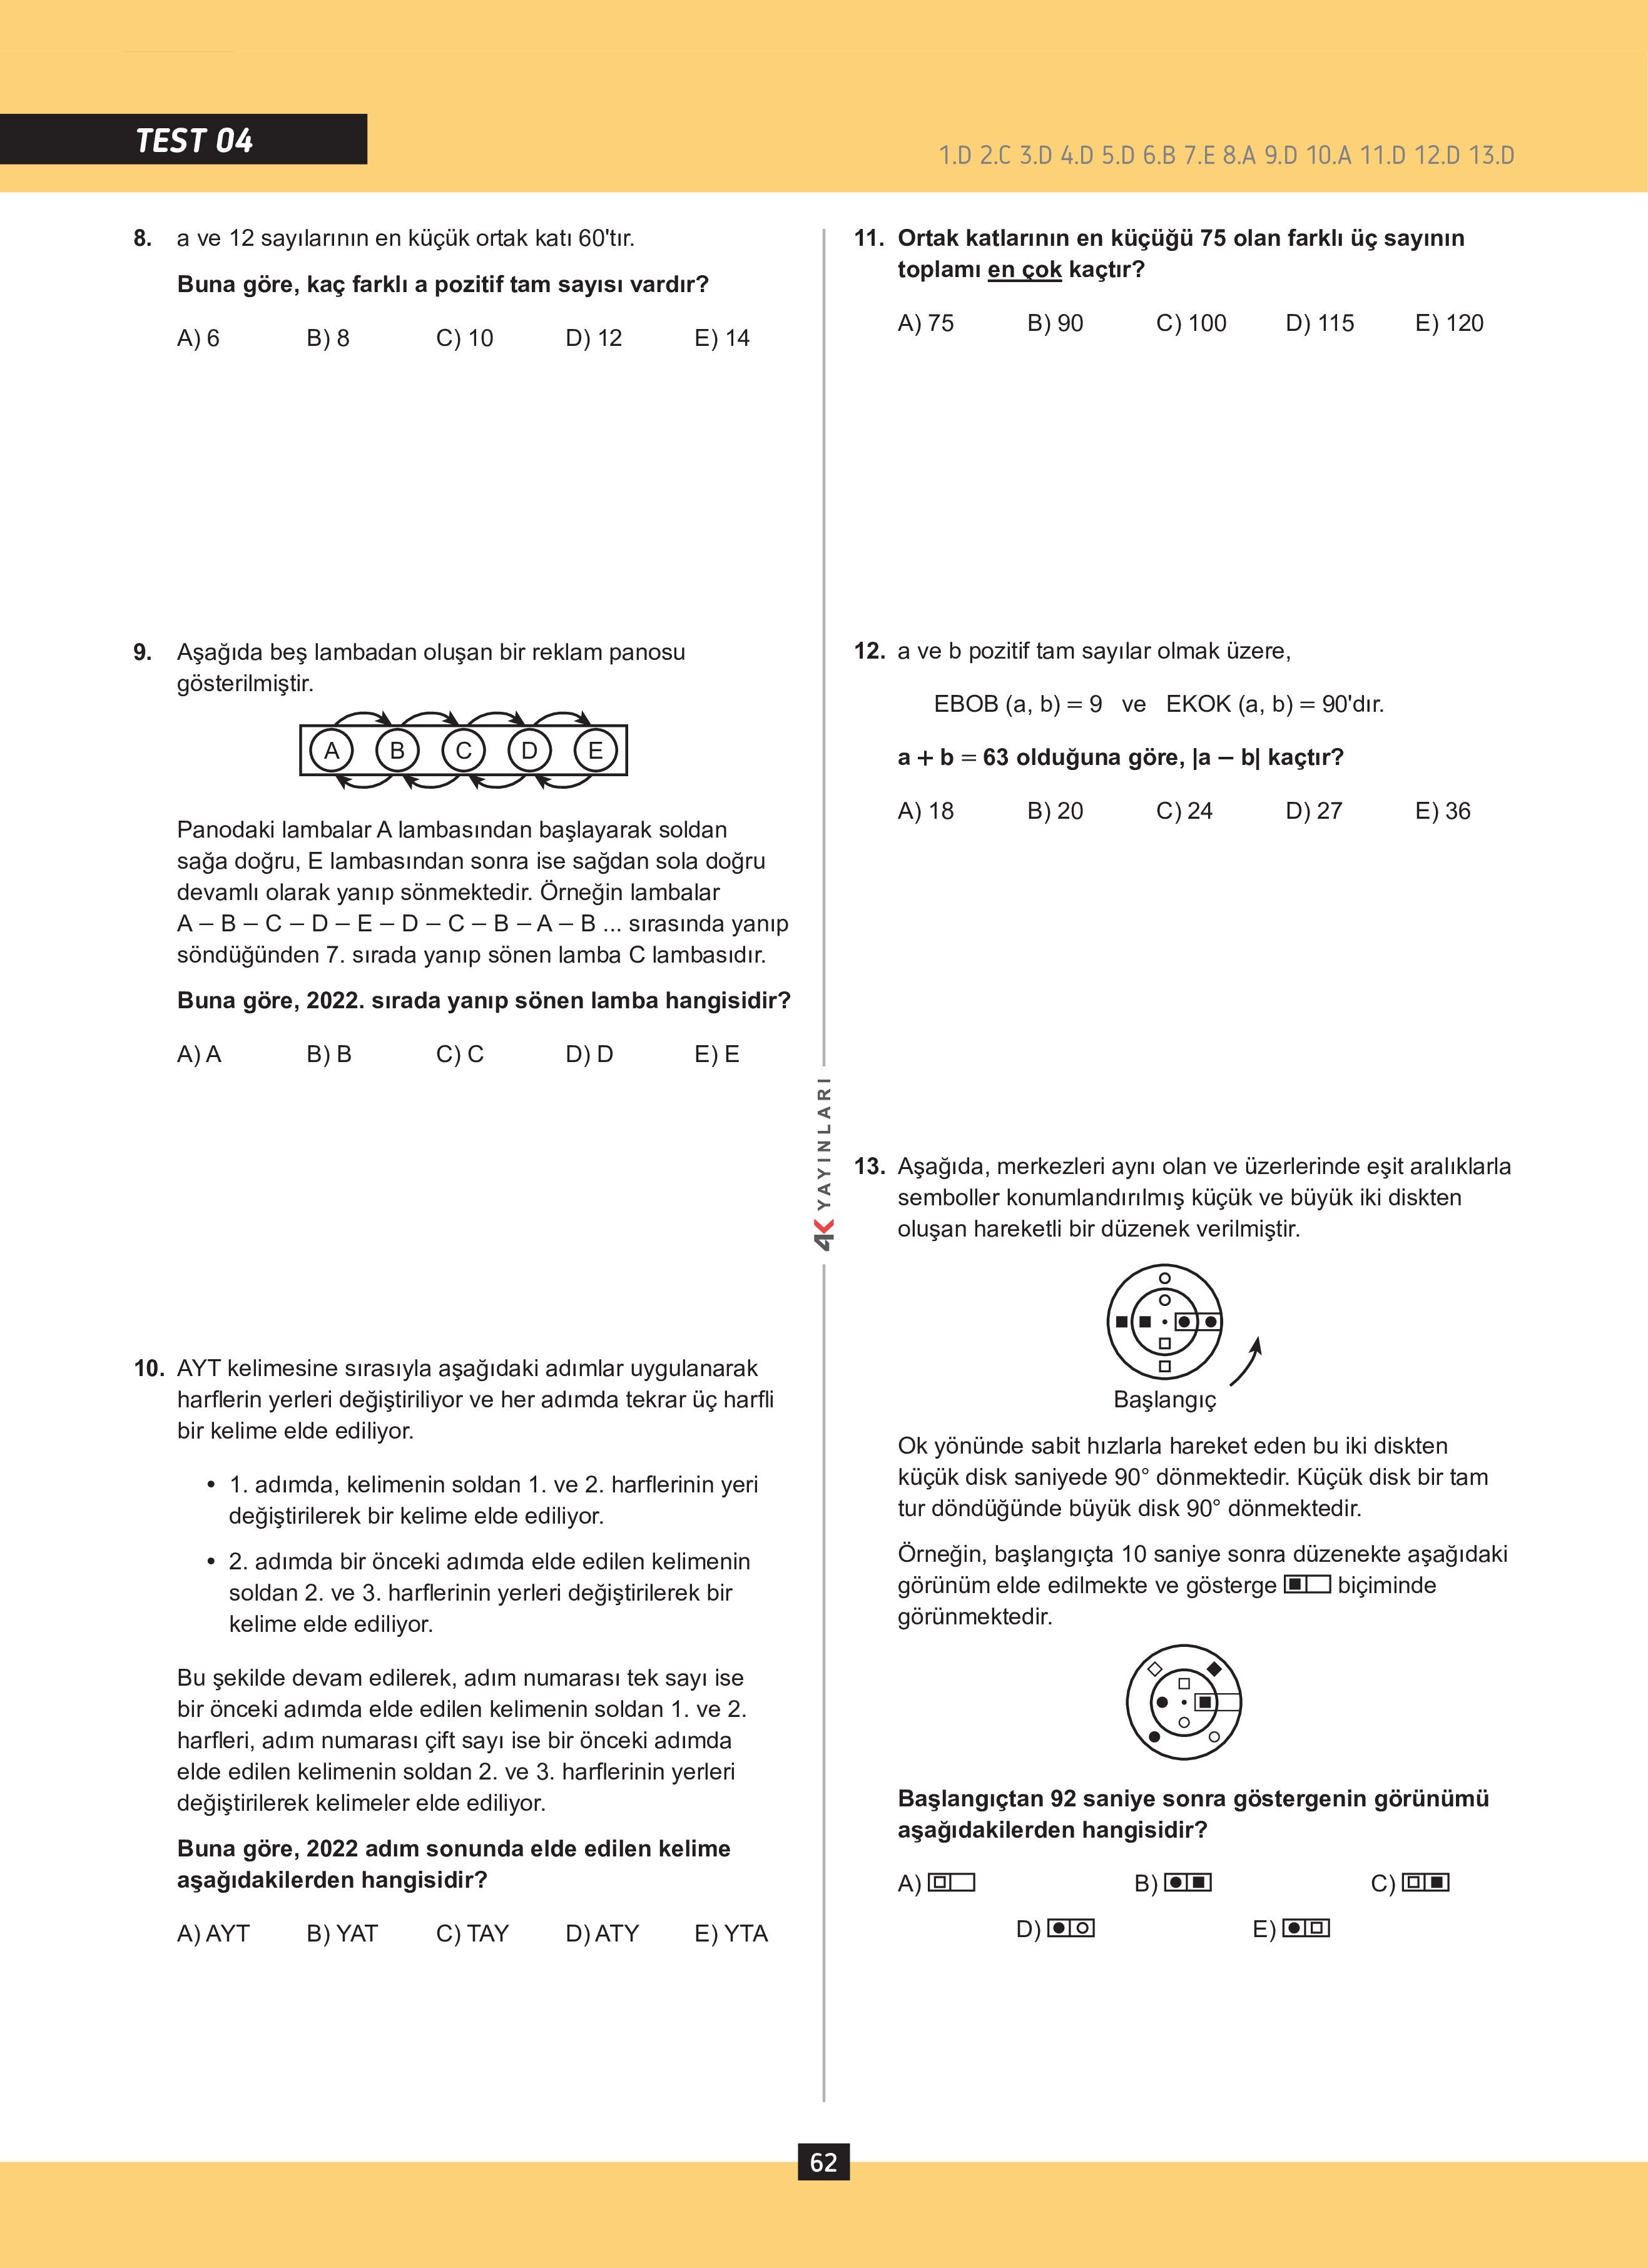 TEST 04
1.D 2.C 3.D 4.D 5.D 6.B 7.E 8.A 9.D 10.A 11.D 12.D 13.D
8. a ve 12 sayılarının en küçük ortak katı 60'tır.
Buna göre, kaç farklı a pozitif tam sayısı vardır?
A) 6 B) 8 C) 10 D) 12 E) 14
9. Aşağıda beş lambadan oluşan bir reklam panosu
gösterilmiştir.
A B C D E
Panodaki lambalar A lambasından başlayarak soldan
sağa doğru, E lambasından sonra ise sağdan sola doğru
devamlı olarak yanıp sönmektedir. Örneğin lambalar
A – B – C – D – E – D – C – B – A – B ... sırasında yanıp
söndüğünden 7. sırada yanıp sönen lamba C lambasıdır.
Buna göre, 2022. sırada yanıp sönen lamba hangisidir?
A) A B) B C) C D) D E) E
10. AYT kelimesine sırasıyla aşağıdaki adımlar uygulanarak
harflerin yerleri değiştiriliyor ve her adımda tekrar üç harfli
bir kelime elde ediliyor.
• 1. adımda, kelimenin soldan 1. ve 2. harflerinin yeri
değiştirilerek bir kelime elde ediliyor.
• 2. adımda bir önceki adımda elde edilen kelimenin
soldan 2. ve 3. harflerinin yerleri değiştirilerek bir
kelime elde ediliyor.
Bu şekilde devam edilerek, adım numarası tek sayı ise
bir önceki adımda elde edilen kelimenin soldan 1. ve 2.
harfleri, adım numarası çift sayı ise bir önceki adımda
elde edilen kelimenin soldan 2. ve 3. harflerinin yerleri
değiştirilerek kelimeler elde ediliyor.
Buna göre, 2022 adım sonunda elde edilen kelime
aşağıdakilerden hangisidir?
A) AYT B) YAT C) TAY D) ATY E) YTA
4K YAYINLARI
11. Ortak katlarının en küçüğü 75 olan farklı üç sayının
toplamı en çok kaçtır?
A) 75 B) 90 C) 100 D) 115 E) 120
12. a ve b pozitif tam sayılar olmak üzere,
EBOB (a, b) = 9 ve EKOK (a, b) = 90'dır.
a + b = 63 olduğuna göre, |a – b| kaçtır?
A) 18 B) 20 C) 24 D) 27 E) 36
13. Aşağıda, merkezleri aynı olan ve üzerlerinde eşit aralıklarla
semboller konumlandırılmış küçük ve büyük iki diskten
oluşan hareketli bir düzenek verilmiştir.
Başlangıç
Ok yönünde sabit hızlarla hareket eden bu iki diskten
küçük disk saniyede 90° dönmektedir. Küçük disk bir tam
tur döndüğünde büyük disk 90° dönmektedir.
Örneğin, başlangıçta 10 saniye sonra düzenekte aşağıdaki
görünüm elde edilmekte ve gösterge biçiminde
görünmektedir.
Başlangıçtan 92 saniye sonra göstergenin görünümü
aşağıdakilerden hangisidir?
A) B) C)
D) E)
62